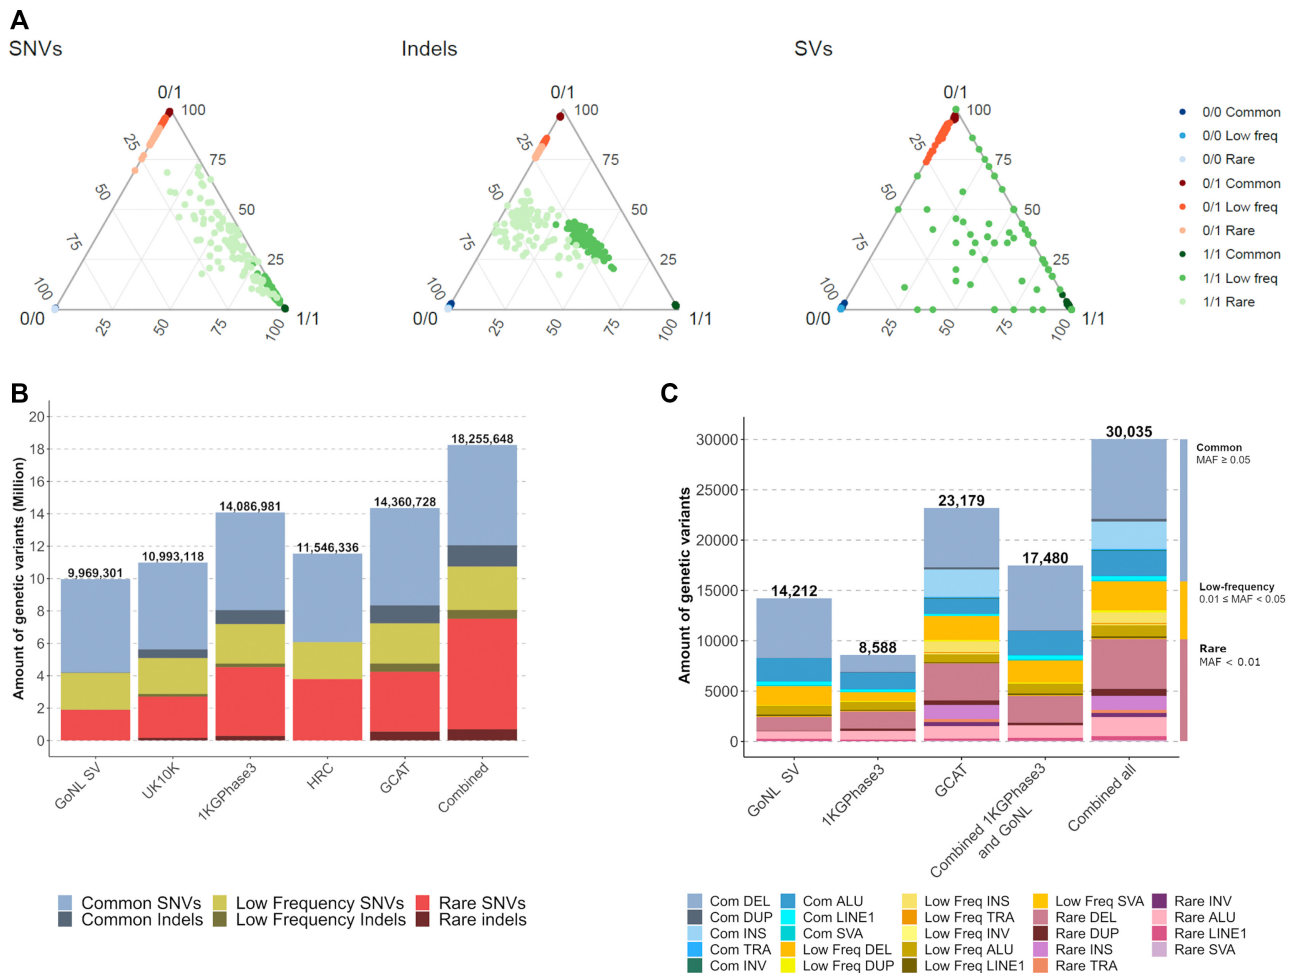 A
SNVs
Indels
SVs
0/1
100
25
75
50
50
75
25
100
0/0
25
50
75
100
1/1
0/1
100
25
75
50
50
75
25
100
0/0
25
50
75
100
1/1
0/1
100
25
75
50
50
75
25
100
0/0
25
50
75
100
1/1
0/0 Common
0/0 Low freq
0/0 Rare
0/1 Common
0/1 Low freq
0/1 Rare
1/1 Common
1/1 Low freq
1/1 Rare
B
Amount of genetic variants (Million)
20
18
16
14
12
10
8
6
4
2
0
9,969,301
10,993,118
14,086,981
11,546,336
14,360,728
18,255,648
GoNL SV
UK10K
1KGPhase3
HRC
GCAT
Combined
Common SNVs
Low Frequency SNVs
Rare SNVs
Common Indels
Low Frequency Indels
Rare indels
C
Amount of genetic variants
30000
25000
20000
15000
10000
5000
0
14,212
8,588
23,179
17,480
30,035
GoNL SV
1KGPhase3
GCAT
Combined 1KGPhase3
and GoNL
Combined all
Common
MAF ≥ 0.05
Low-frequency
0.01 ≤ MAF < 0.05
Rare
MAF < 0.01
Com DEL
Com DUP
Com INS
Com TRA
Com INV
Com ALU
Com LINE1
Com SVA
Low Freq DEL
Low Freq DUP
Low Freq INS
Low Freq TRA
Low Freq INV
Low Freq ALU
Low Freq LINE1
Low Freq SVA
Rare DEL
Rare DUP
Rare INS
Rare TRA
Rare INV
Rare ALU
Rare LINE1
Rare SVA